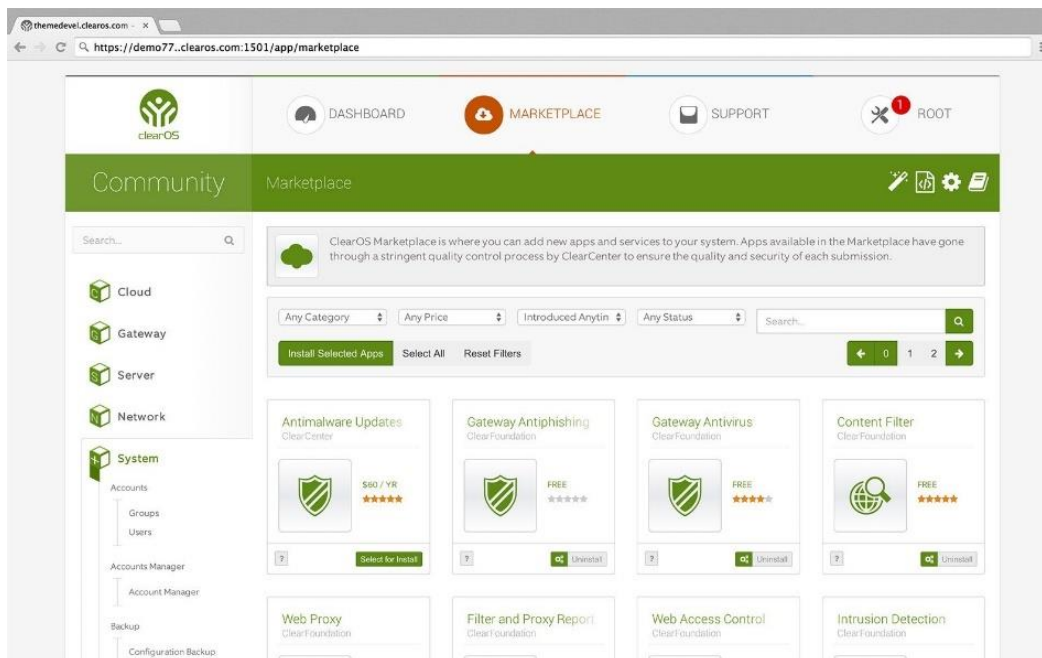 themedevel.clearos.com - ×
https://demo77..clearos.com:1501/app/marketplace
clearOS
DASHBOARD
MARKETPLACE
SUPPORT
1
ROOT
Community
Marketplace
Search...
Cloud
Gateway
Server
Network
System
Accounts
Groups
Users
Accounts Manager
Account Manager
Backup
Configuration Backup
ClearOS Marketplace is where you can add new apps and services to your system. Apps available in the Marketplace have gone
through a stringent quality control process by ClearCenter to ensure the quality and security of each submission.
Any Category Any Price Introduced Anytin Any Status Search...
Install Selected Apps Select All Reset Filters 0 1 2
Antimalware Updates
ClearCenter
$60 / YR
? Select for Install
Gateway Antiphishing
ClearFoundation
FREE
? Uninstall
Gateway Antivirus
ClearFoundation
FREE
? Uninstall
Content Filter
ClearFoundation
FREE
? Uninstall
Web Proxy
ClearFoundation
Filter and Proxy Report
ClearFoundation
Web Access Control
ClearFoundation
Intrusion Detection
ClearFoundation